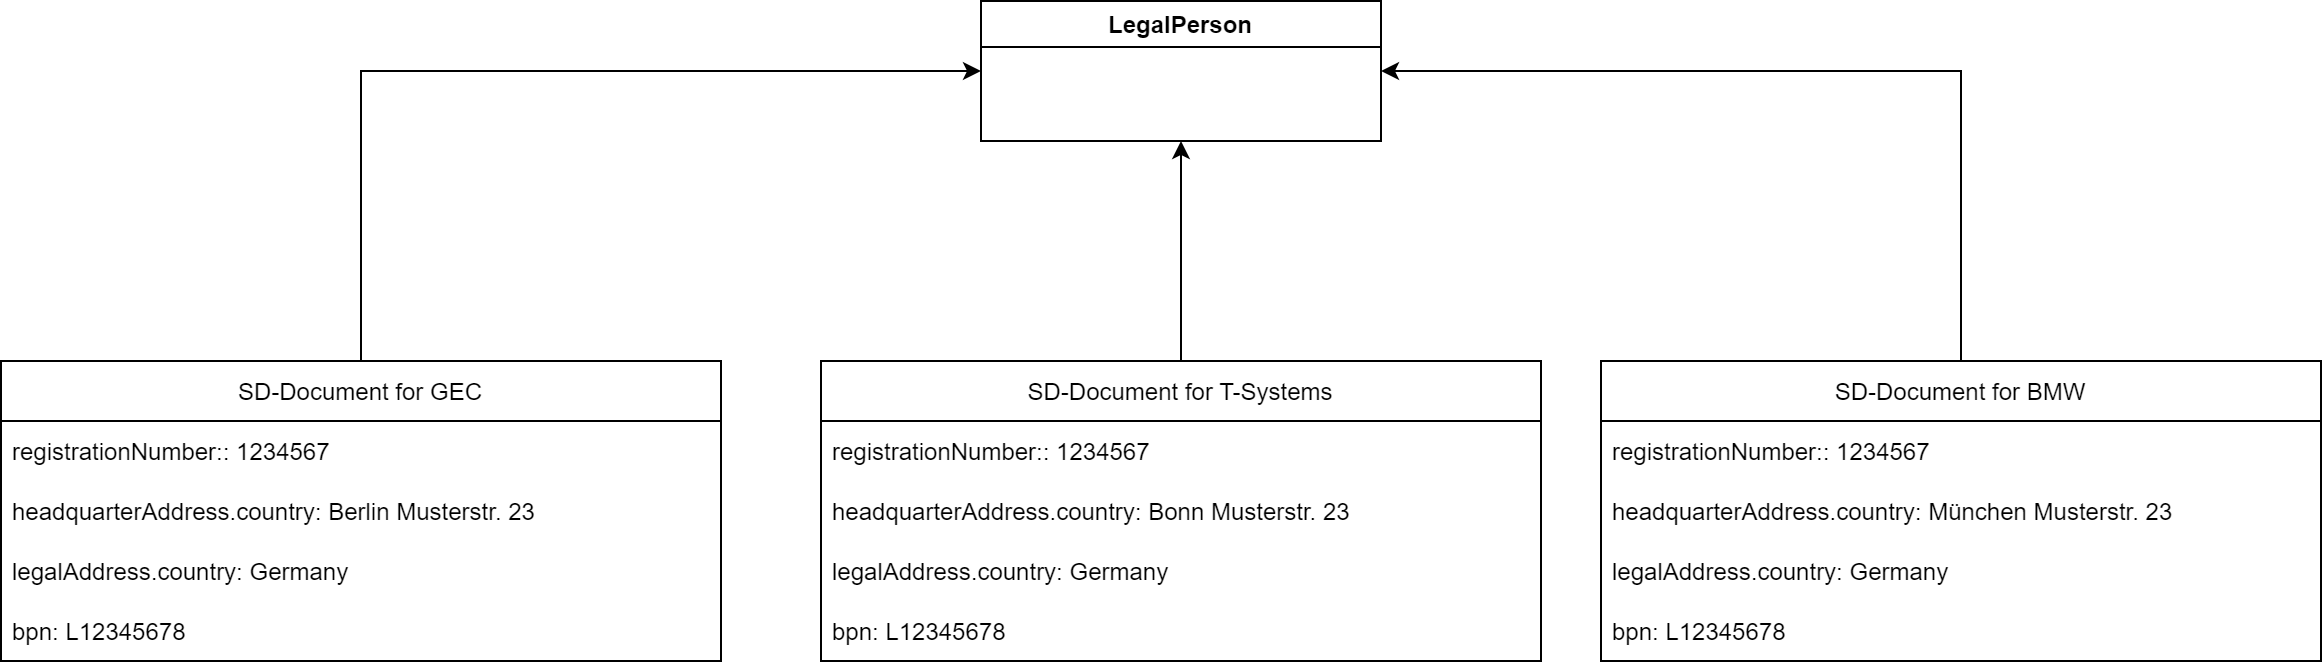 LegalPerson
SD-Document for GEC
registrationNumber:: 1234567
headquarterAddress.country: Berlin Musterstr. 23
legalAddress.country: Germany
bpn: L12345678
SD-Document for T-Systems
registrationNumber:: 1234567
headquarterAddress.country: Bonn Musterstr. 23
legalAddress.country: Germany
bpn: L12345678
SD-Document for BMW
registrationNumber:: 1234567
headquarterAddress.country: München Musterstr. 23
legalAddress.country: Germany
bpn: L12345678